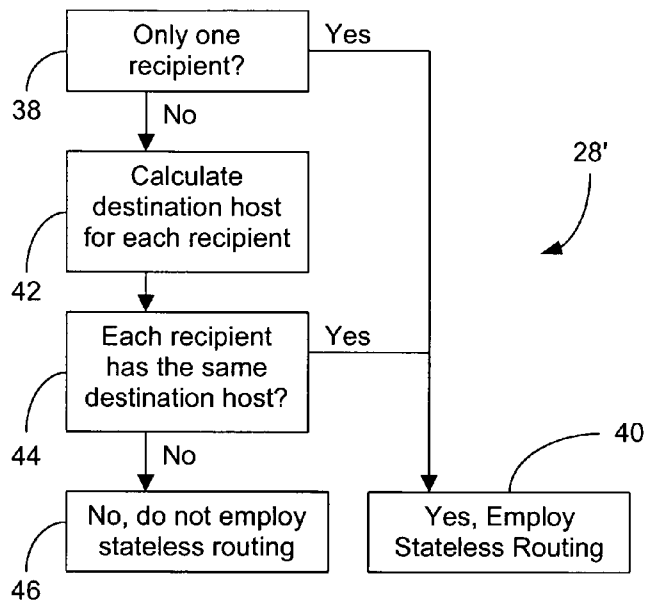 Only one
recipient?
Yes
38
No
Calculate
destination host
for each recipient
28'
42
Each recipient
has the same
destination host?
Yes
44
No
40
No, do not employ
stateless routing
Yes, Employ
Stateless Routing
46